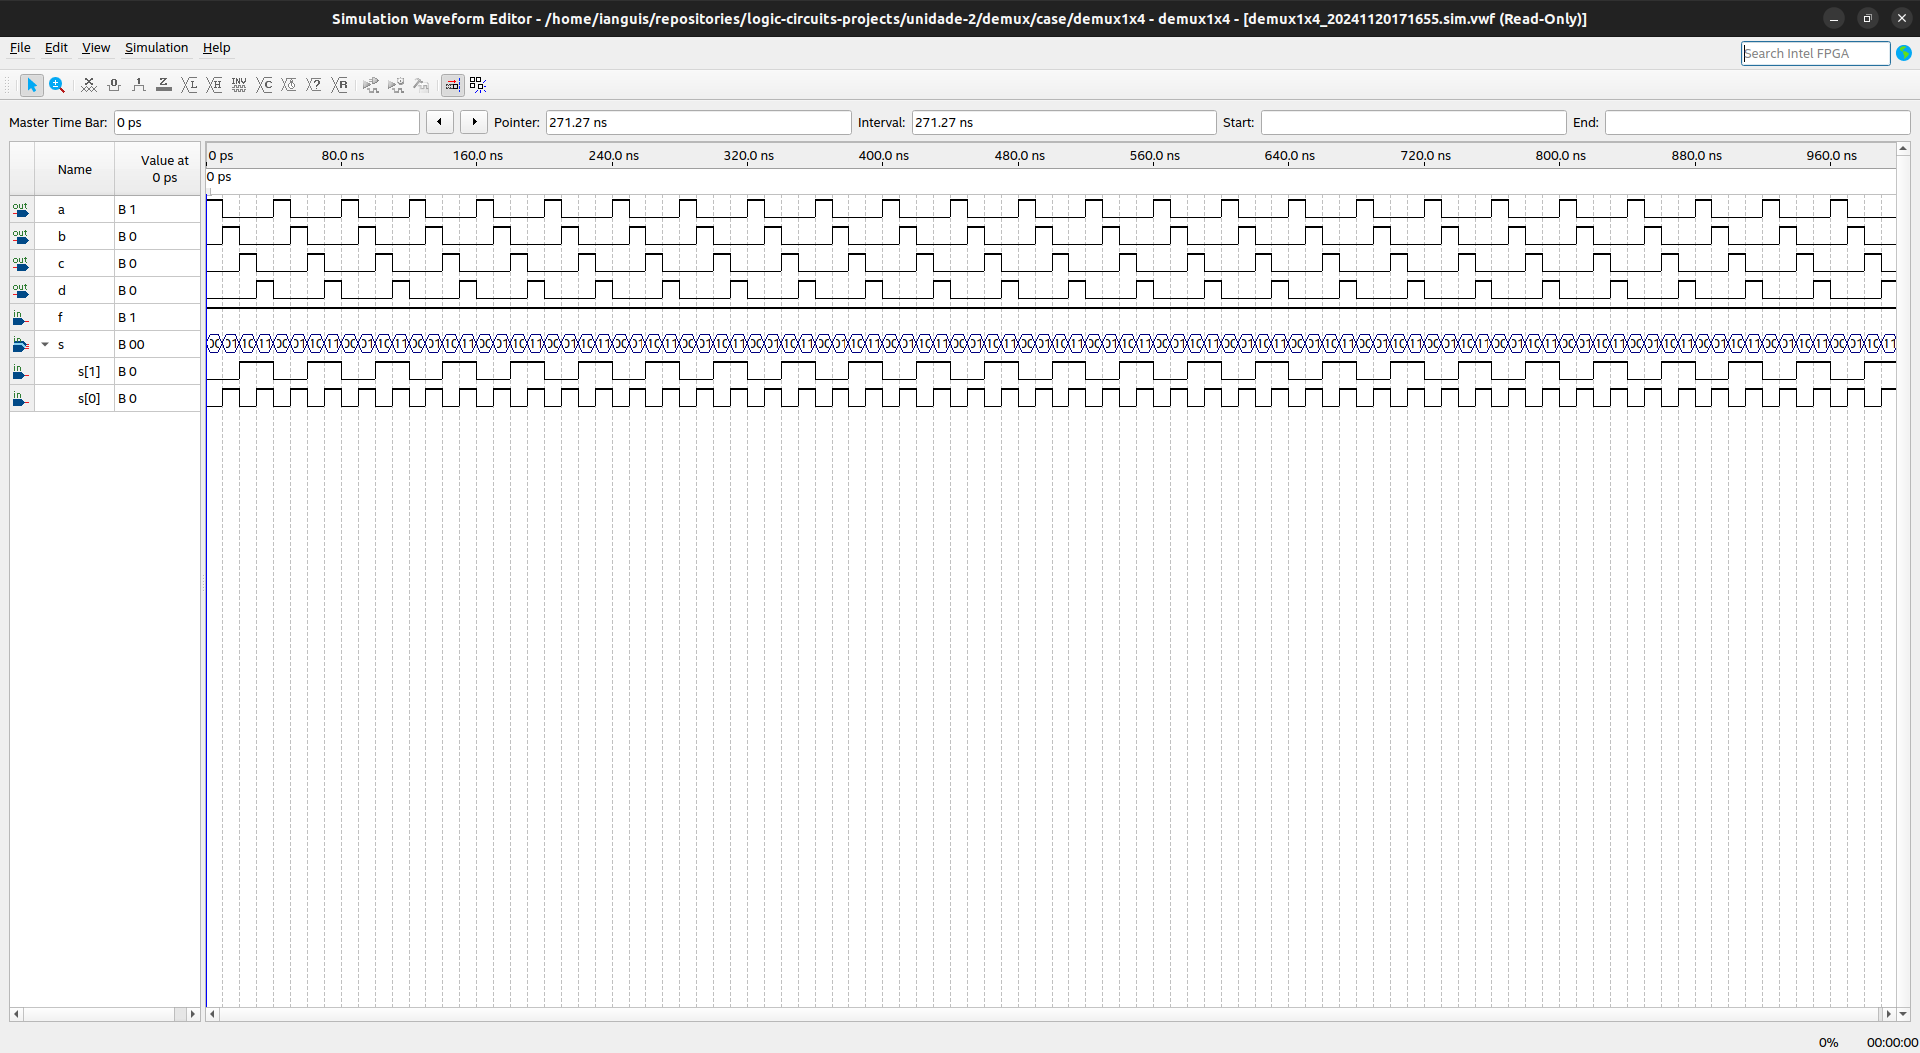 Simulation Waveform Editor - /home/ianguis/repositories/logic-circuits-projects/unidade-2/demux/case/demux1x4 - demux1x4 - [demux1x4_20241120171655.sim.vwf (Read-Only)]
File Edit View Simulation Help
Search Intel FPGA
Master Time Bar: 0 ps Pointer: 271.27 ns Interval: 271.27 ns Start: End:
Name Value at 0 ps
0 ps 80.0 ns 160.0 ns 240.0 ns 320.0 ns 400.0 ns 480.0 ns 560.0 ns 640.0 ns 720.0 ns 800.0 ns 880.0 ns 960.0 ns
0 ps
out a B 1
out b B 0
out c B 0
out d B 0
in f B 1
in s B 00
in s[1] B 0
in s[0] B 0
0% 00:00:00